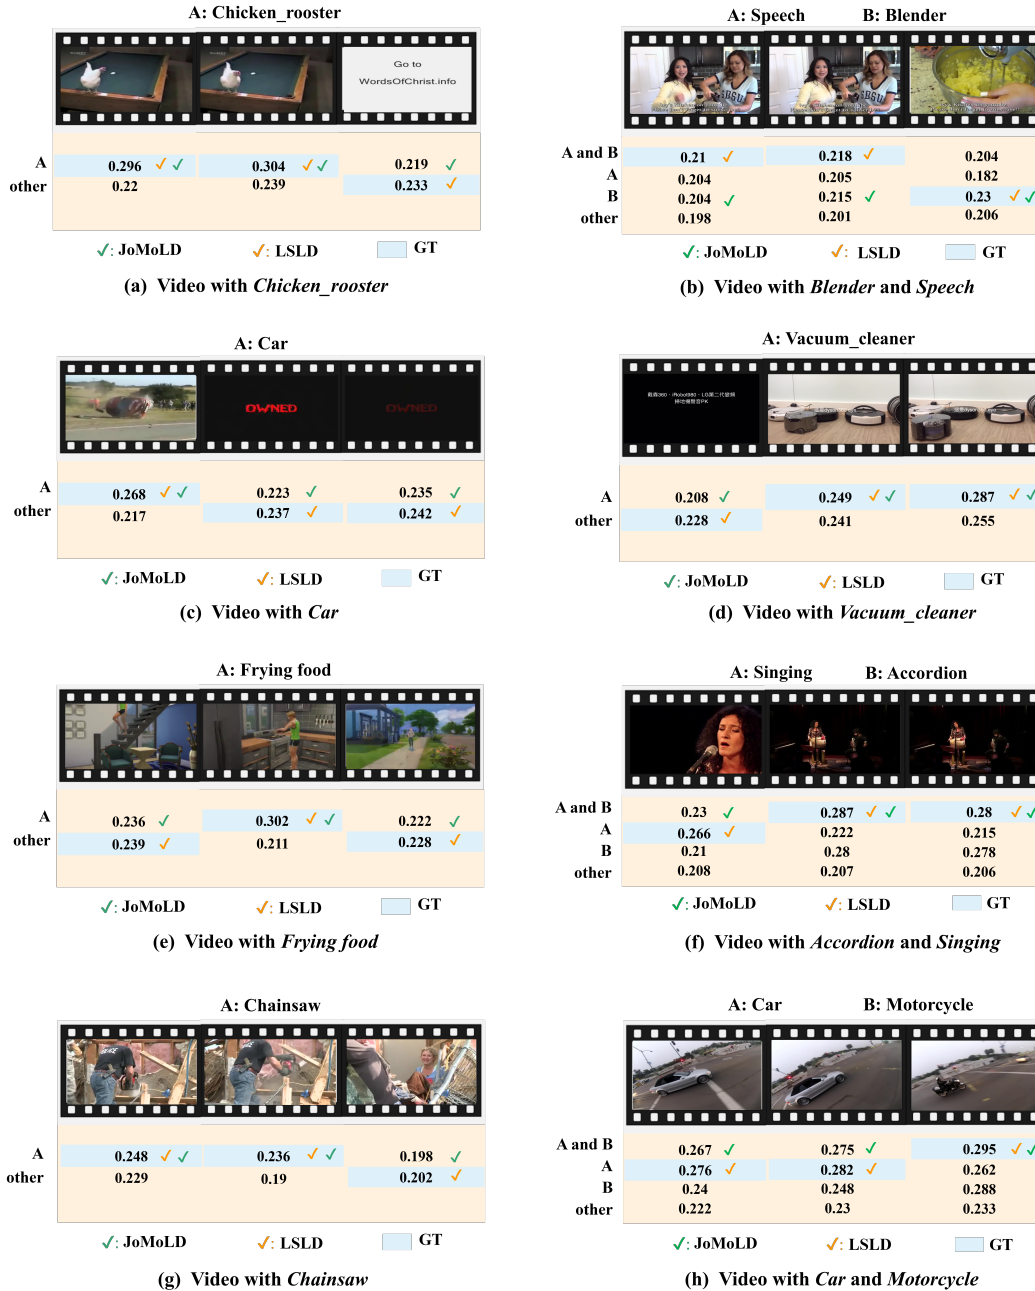 A: Chicken_rooster
Go to
WordsOfChrist.info
A 0.296 0.304 0.219
other 0.22 0.239 0.233
✓: JoMoLD ✓: LSLD GT
(a) Video with Chicken_rooster
A: Speech B: Blender
A and B 0.21 0.218 0.204
A 0.204 0.205 0.182
B 0.204 0.215 0.23
other 0.198 0.201 0.206
✓: JoMoLD ✓: LSLD GT
(b) Video with Blender and Speech
A: Car
OWNED OWNED
A 0.268 0.223 0.235
other 0.217 0.237 0.242
✓: JoMoLD ✓: LSLD GT
(c) Video with Car
A: Vacuum_cleaner
A 0.208 0.249 0.287
other 0.228 0.241 0.255
✓: JoMoLD ✓: LSLD GT
(d) Video with Vacuum_cleaner
A: Frying food
A 0.236 0.302 0.222
other 0.239 0.211 0.228
✓: JoMoLD ✓: LSLD GT
(e) Video with Frying food
A: Singing B: Accordion
A and B 0.23 0.287 0.28
A 0.266 0.222 0.215
B 0.21 0.28 0.278
other 0.208 0.207 0.206
✓: JoMoLD ✓: LSLD GT
(f) Video with Accordion and Singing
A: Chainsaw
A 0.248 0.236 0.198
other 0.229 0.19 0.202
✓: JoMoLD ✓: LSLD GT
(g) Video with Chainsaw
A: Car B: Motorcycle
A and B 0.267 0.275 0.295
A 0.276 0.282 0.262
B 0.24 0.248 0.288
other 0.222 0.23 0.233
✓: JoMoLD ✓: LSLD GT
(h) Video with Car and Motorcycle